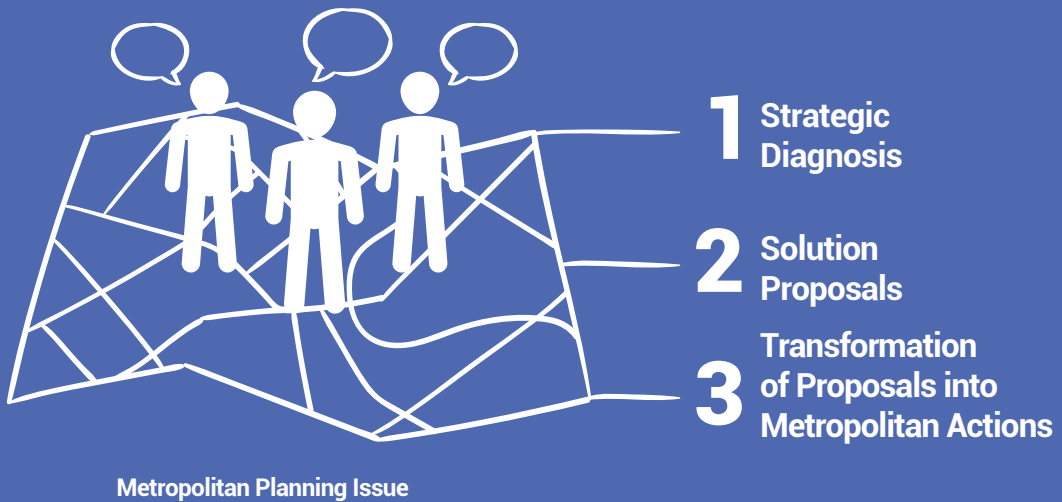 1
Strategic
Diagnosis
2
Solution
Proposals
3
Transformation
of Proposals into
Metropolitan Actions
Metropolitan Planning Issue